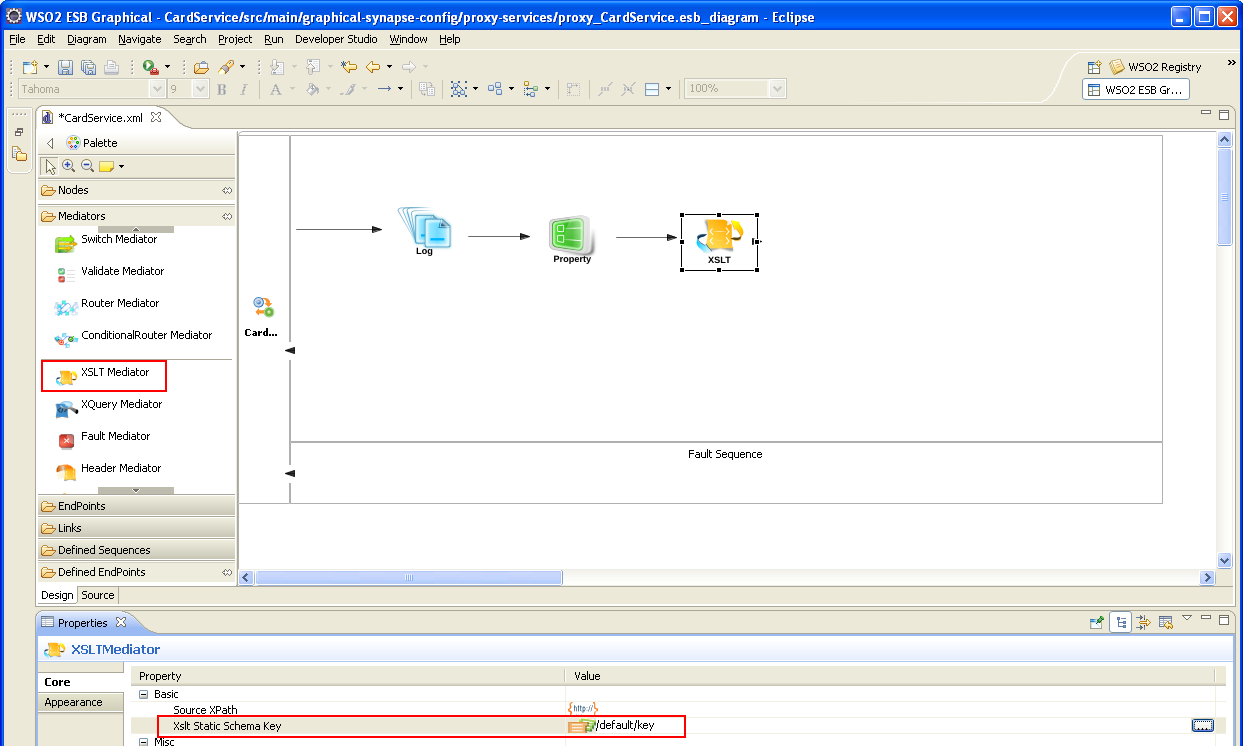 WSO2 ESB Graphical - CardService/src/main/graphical-synapse-config/proxy-services/proxy_CardService.esb_diagram - Eclipse
File Edit Diagram Navigate Search Project Run Developer Studio Window Help
WSO2 Registry
Tahoma 9 B I A 100%
WSO2 ESB Gr...
*CardService.xml
Palette
Nodes
Mediators
Switch Mediator
Validate Mediator
Router Mediator
ConditionalRouter Mediator
XSLT Mediator
XQuery Mediator
Fault Mediator
Header Mediator
EndPoints
Links
Defined Sequences
Defined EndPoints
Log
Property
XSLT
Card...
Fault Sequence
Design Source
Properties
XSLTMediator
Core
Appearance
Property Value
Basic
Source XPath {http://}
Xslt Static Schema Key /default/key
Misc